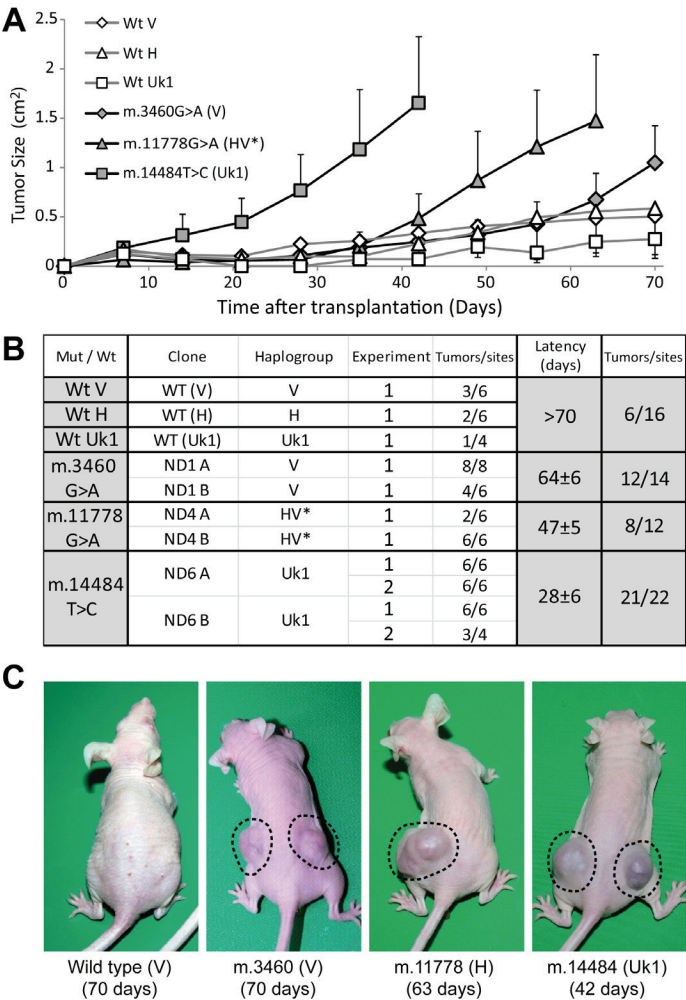 A
Tumor Size (cm²)
2.5
2
1.5
1
0.5
0
Wt V
Wt H
Wt Uk1
m.3460G>A (V)
m.11778G>A (HV*)
m.14484T>C (Uk1)
0 10 20 30 40 50 60 70
Time after transplantation (Days)
B
Mut / Wt Clone Haplogroup Experiment Tumors/sites Latency (days) Tumors/sites
Wt V WT (V) V 1 3/6 >70 6/16
Wt H WT (H) H 1 2/6
Wt Uk1 WT (Uk1) Uk1 1 1/4
m.3460 G>A ND1 A V 1 8/8 64±6 12/14
ND1 B V 1 4/6
m.11778 G>A ND4 A HV* 1 2/6 47±5 8/12
ND4 B HV* 1 6/6
m.14484 T>C ND6 A Uk1 1 6/6 28±6 21/22
2 6/6
ND6 B Uk1 1 6/6
2 3/4
C
Wild type (V) m.3460 (V) m.11778 (H) m.14484 (Uk1)
(70 days) (70 days) (63 days) (42 days)